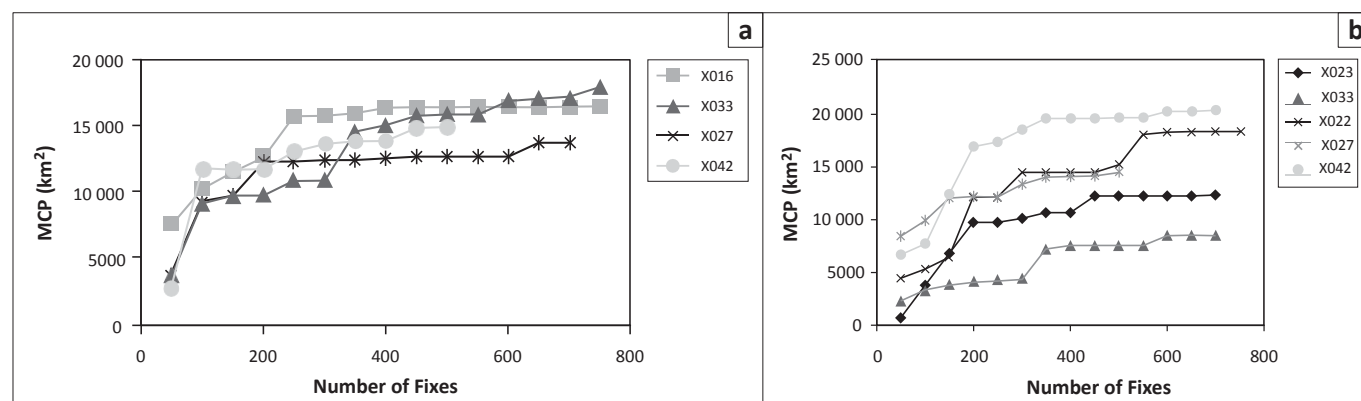 a
20 000
15 000
10 000
5000
0
MCP (km²)
0 200 400 600 800
Number of Fixes
X016
X033
X027
X042
b
25 000
20 000
15 000
10 000
5000
0
MCP (km²)
0 200 400 600 800
Number of Fixes
X023
X033
X022
X027
X042